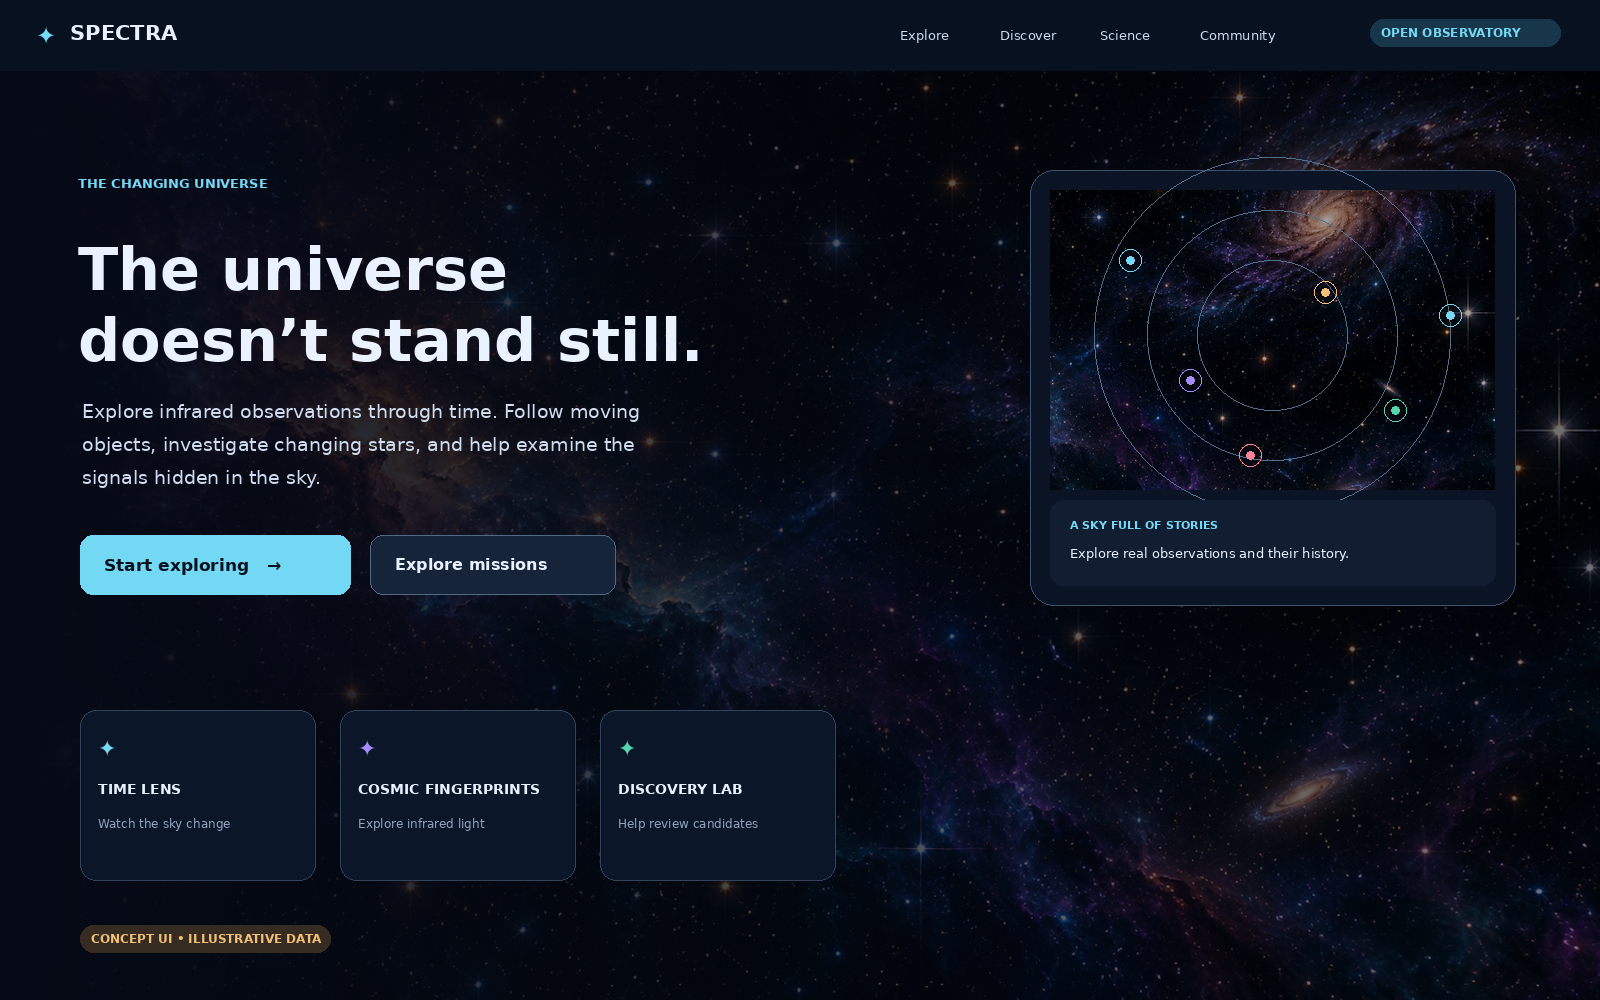 SPECTRA
Explore
Discover
Science
Community
OPEN OBSERVATORY
THE CHANGING UNIVERSE
The universe
doesn’t stand still.
Explore infrared observations through time. Follow moving
objects, investigate changing stars, and help examine the
signals hidden in the sky.
Start exploring →
Explore missions
A SKY FULL OF STORIES
Explore real observations and their history.
TIME LENS
Watch the sky change
COSMIC FINGERPRINTS
Explore infrared light
DISCOVERY LAB
Help review candidates
CONCEPT UI • ILLUSTRATIVE DATA